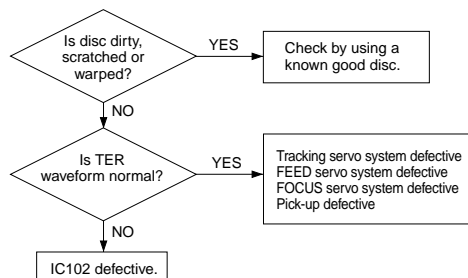 Is disc dirty,
scratched or
warped?
YES
Check by using a
known good disc.
NO
Is TER
waveform normal?
YES
Tracking servo system defective
FEED servo system defective
FOCUS servo system defective
Pick-up defective
NO
IC102 defective.